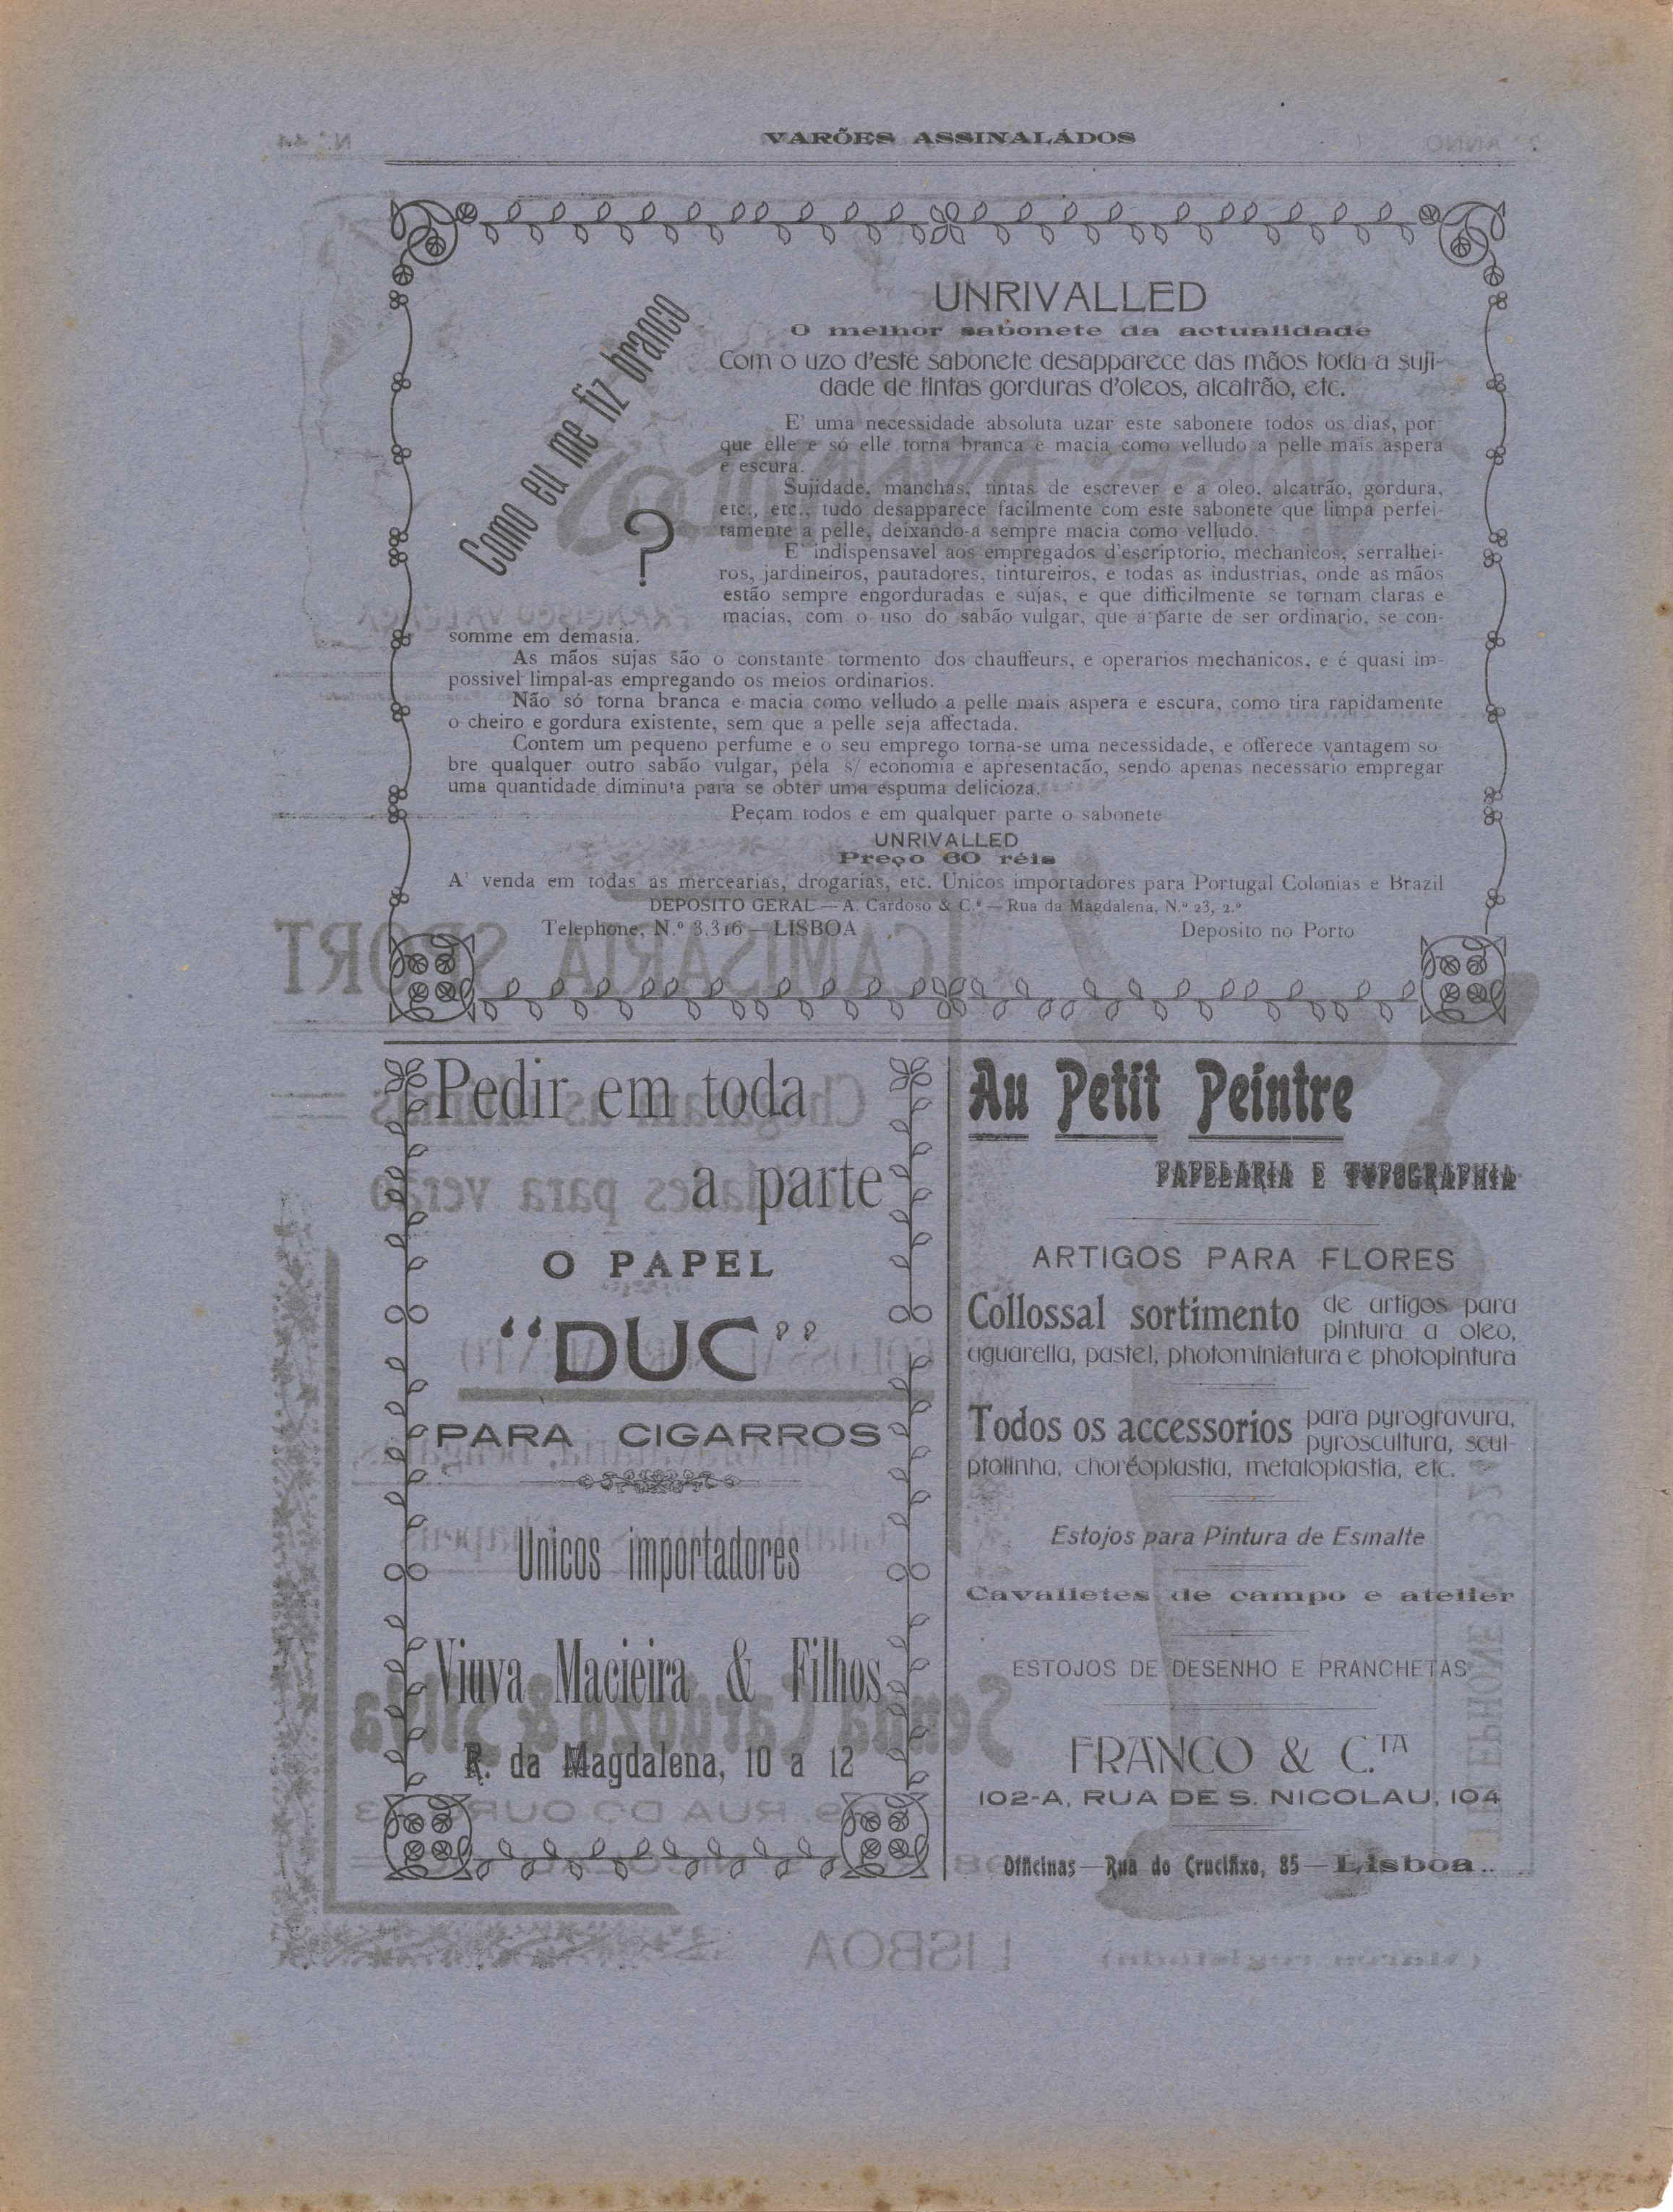 VARÕES ASSINALÁDOS
Como eu me fiz branco
?
UNRIVALLED
O melhor sabonete da actualidade
Com o uzo d'este sabonete desapparece das mãos toda a suji-
dade de tintas gorduras d'oleos, alcatrão, etc.
E' uma necessidade absoluta uzar este sabonete todos os dias, por-
que elle e só elle torna branca e macia como velludo a pelle mais aspera
e escura.
Sujidade, manchas, tintas de escrever e a oleo, alcatrão, gordura,
etc., etc., tudo desapparece facilmente com este sabonete que limpa perfei-
tamente a pelle, deixando-a sempre macia como velludo.
E' indispensavel aos empregados d'escriptorio, mechanicos, serralhei-
ros, jardineiros, pautadores, tintureiros, e todas as industrias, onde as mãos
estão sempre engorduradas e sujas, e que difficilmente se tornam claras e
macias, com o uso do sabão vulgar, que a parte de ser ordinario, se con-
somme em demasia.
As mãos sujas são o constante tormento dos chauffeurs, e operarios mechanicos, e é quasi im-
possivel limpal-as empregando os meios ordinarios.
Não só torna branca e macia como velludo a pelle mais aspera e escura, como tira rapidamente
o cheiro e gordura existente, sem que a pelle seja affectada.
Contem um pequeno perfume e o seu emprego torna-se uma necessidade, e offerece vantagem so-
bre qualquer outro sabão vulgar, pela s/ economia e apresentacão, sendo apenas necessario empregar
uma quantidade diminuta para se obter uma espuma delicioza.
Peçam todos e em qualquer parte o sabonete
UNRIVALLED
Preço 60 réis
A' venda em todas as mercearias, drogarias, etc. Unicos importadores para Portugal Colonias e Brazil
DEPOSITO GERAL — A. Cardoso & C.ª — Rua da Magdalena, N.º 23, 2.º
Telephone, N.º 3.316 — LISBOA Deposito no Porto
Pedir em toda
a parte
O PAPEL
"DUC"
PARA CIGARROS
Unicos importadores
Viuva Macieira & Filhos
R. da Magdalena, 10 a 12
Au Petit Peintre
PAPELARIA E TYPOGRAPHIA
ARTIGOS PARA FLORES
Collossal sortimento de artigos para
pintura a oleo,
aguarella, pastel, photominiatura e photopintura
Todos os accessorios para pyrogravura,
pyroscultura, scul-
ptolinha, choréoplastia, metaloplastia, etc.
Estojos para Pintura de Esmalte
Cavalletes de campo e atelier
ESTOJOS DE DESENHO E PRANCHETAS
FRANCO & C.TA
102-A, RUA DE S. NICOLAU, 104
Officinas—Rua do Crucifixo, 85—Lisboa..